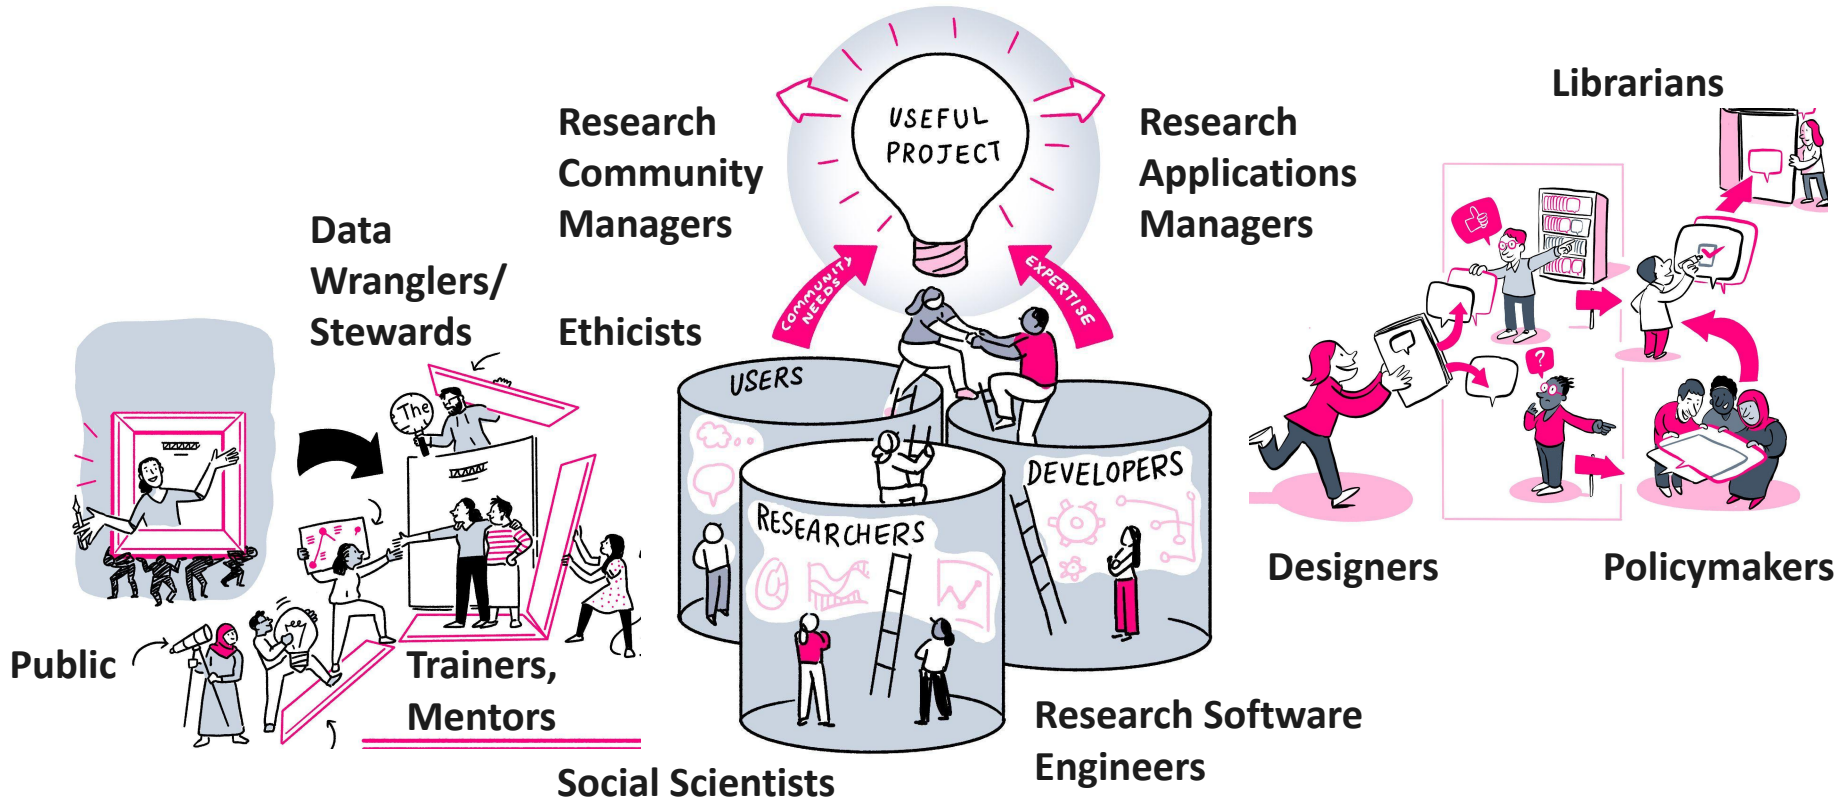 Librarians
USEFUL
PROJECT
Research
Community
Managers
Research
Applications
Managers
Data
Wranglers/
Stewards
Ethicists
COMMUNITY
NEEDS
EXPERTISE
USERS
The
?
DEVELOPERS
RESEARCHERS
Designers
Policymakers
Public
Trainers,
Mentors
Research Software
Engineers
Social Scientists